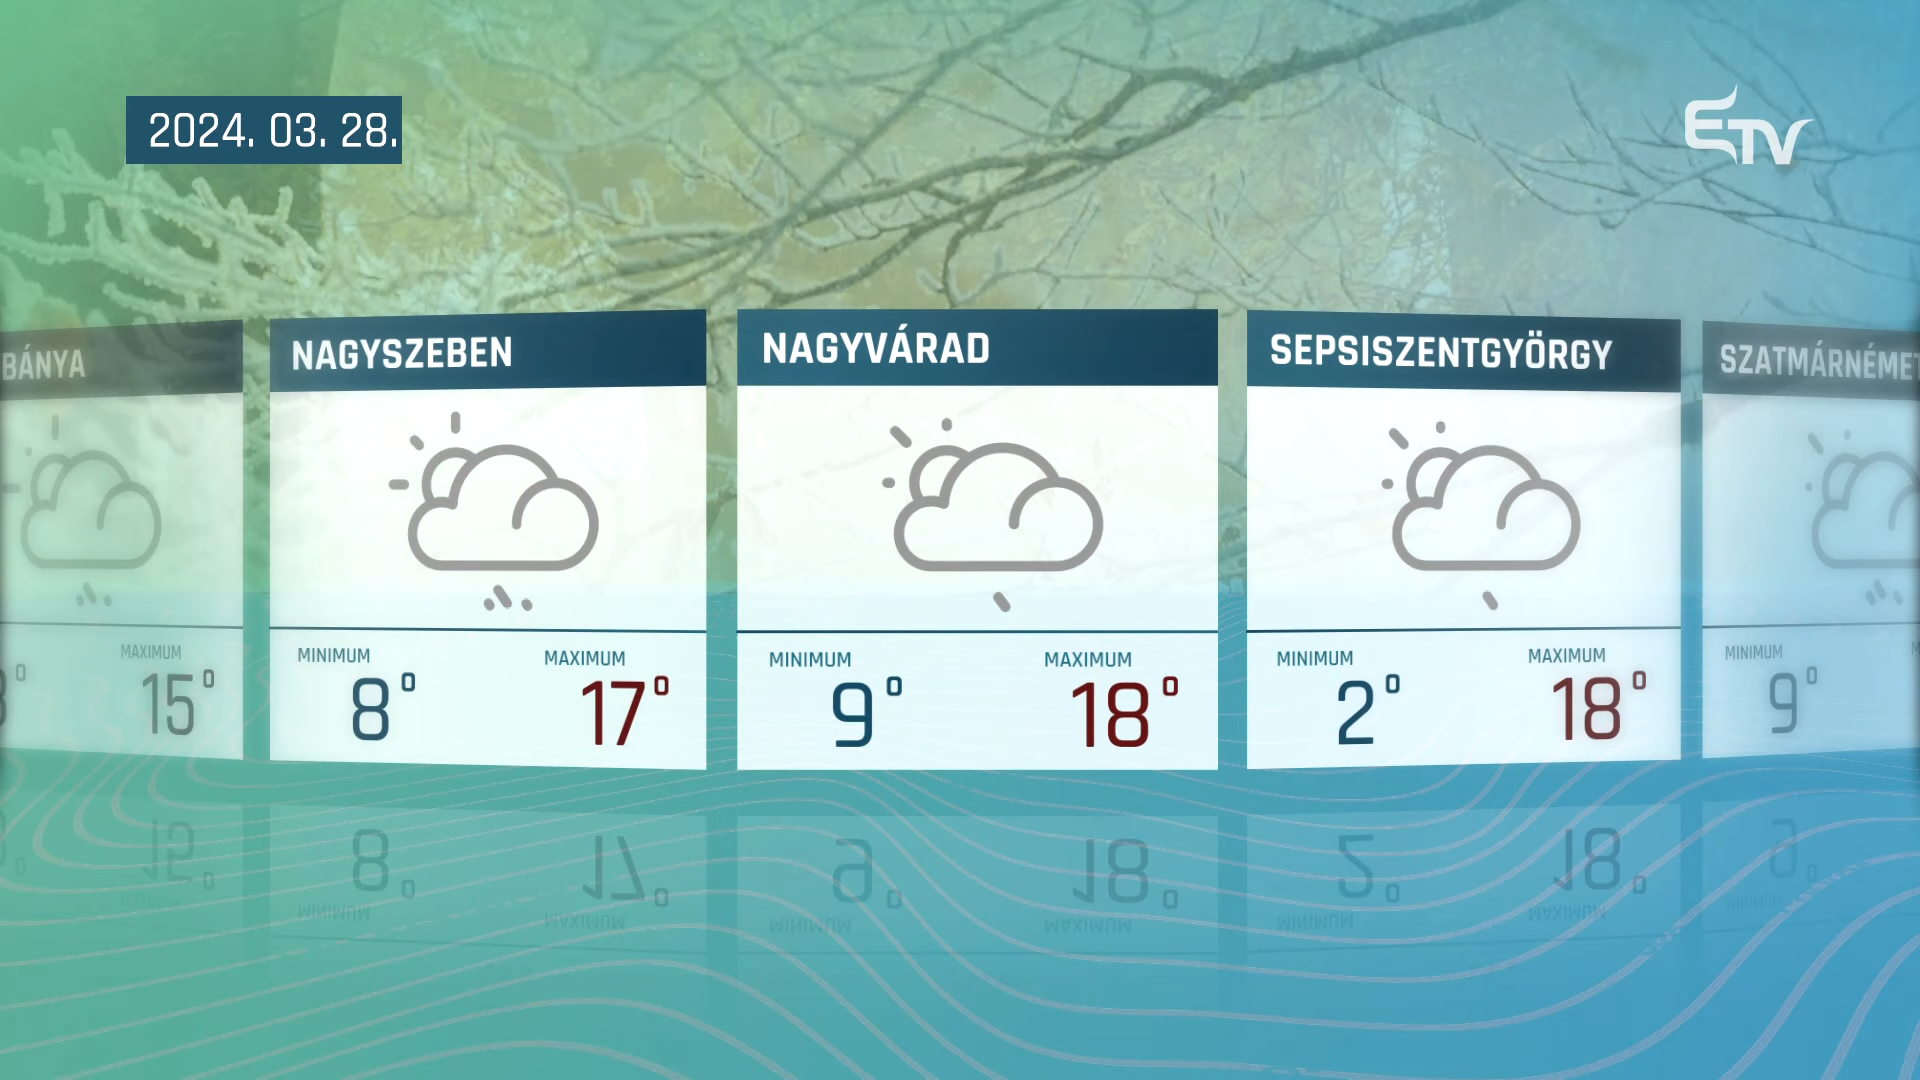 2024. 03. 28.
ETV
BÁNYA
MAXIMUM
15°
NAGYSZEBEN
MINIMUM MAXIMUM
8° 17°
NAGYVÁRAD
MINIMUM MAXIMUM
9° 18°
SEPSISZENTGYÖRGY
MINIMUM MAXIMUM
2° 18°
SZATMÁRNÉMET
MINIMUM
9°